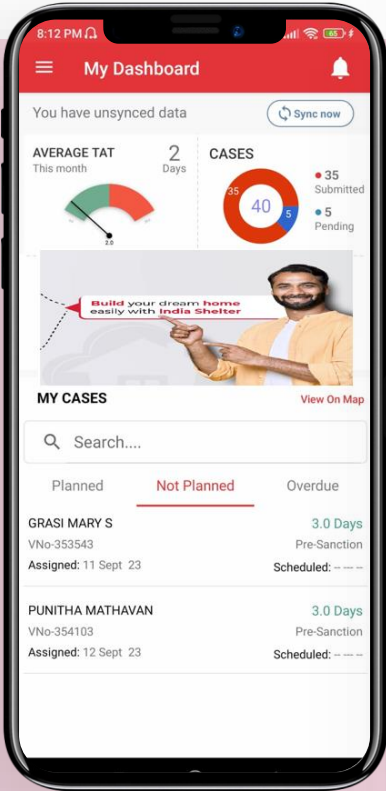 8:12 PM
65
My Dashboard
You have unsynced data
Sync now
AVERAGE TAT
This month
2
Days
2.0
CASES
35
40
5
35
Submitted
5
Pending
Build your dream home
easily with India Shelter
MY CASES
View On Map
Search....
Planned
Not Planned
Overdue
GRASI MARY S
3.0 Days
VNo-353543
Pre-Sanction
Assigned: 11 Sept 23
Scheduled: -- --- --
PUNITHA MATHAVAN
3.0 Days
VNo-354103
Pre-Sanction
Assigned: 12 Sept 23
Scheduled: -- --- --